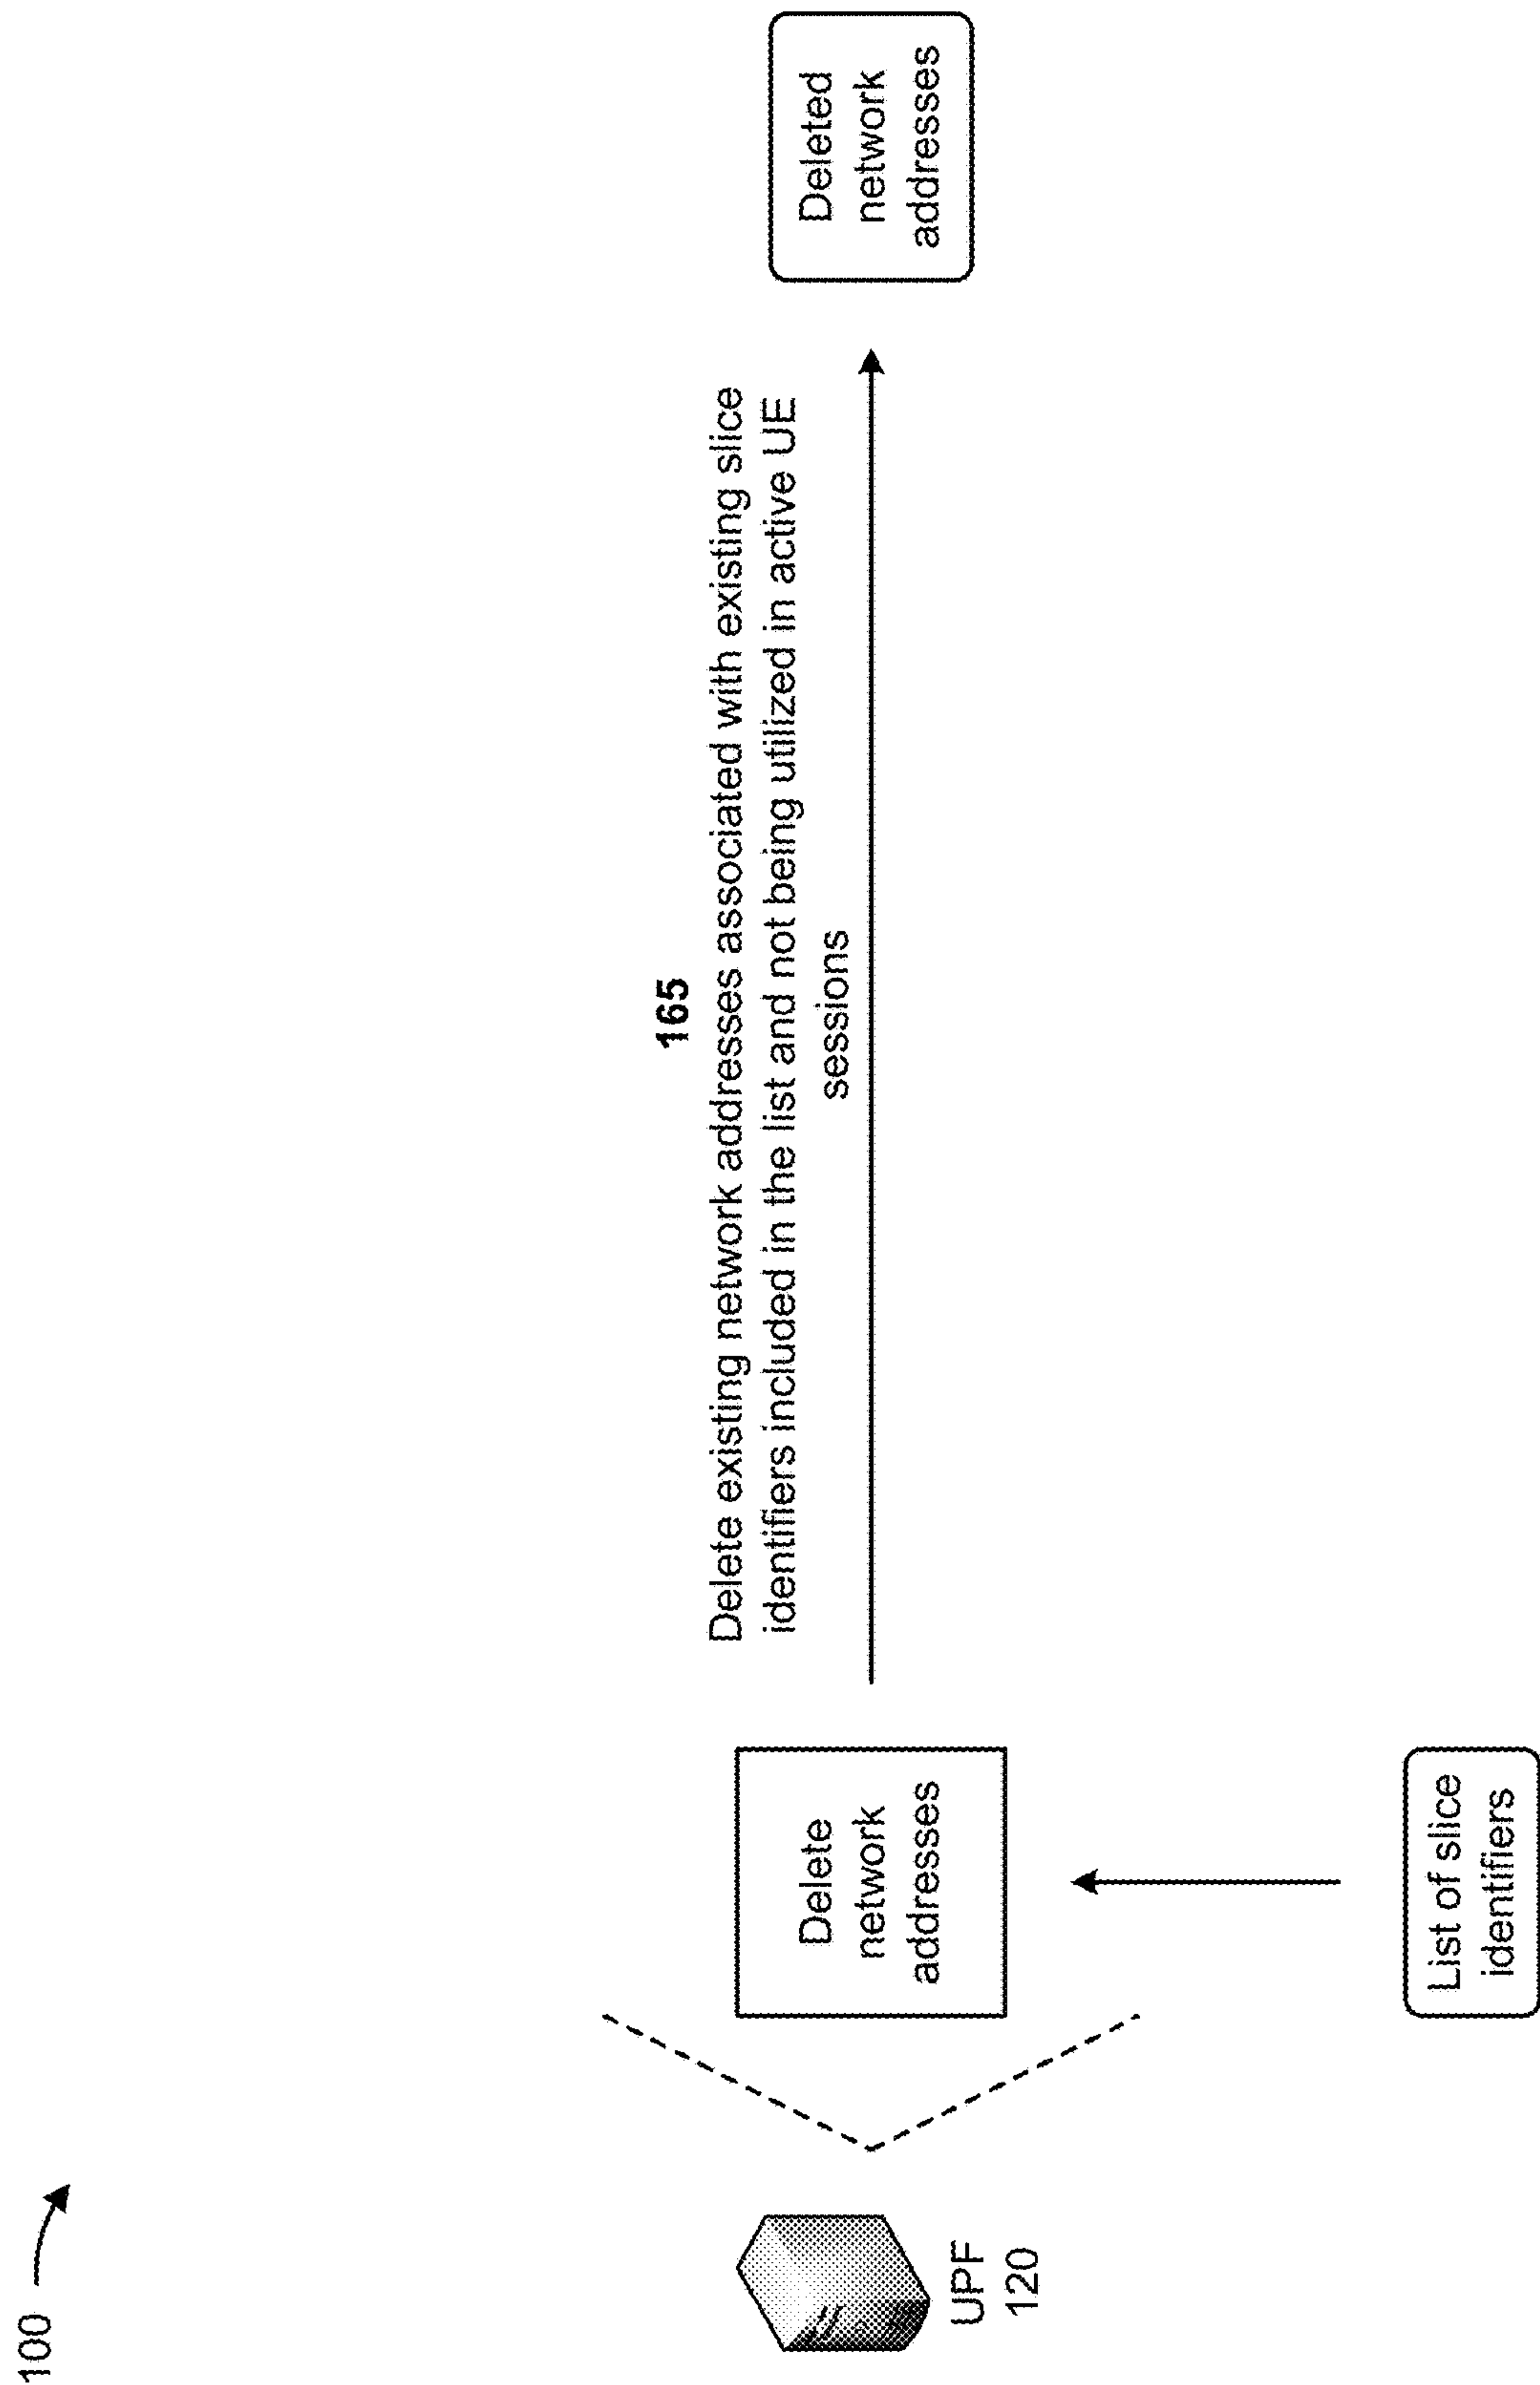 100
165
Delete existing network addresses associated with existing slice
identifiers included in the list and not being utilized in active UE
sessions
UPF
120
Delete
network
addresses
Deleted
network
addresses
List of slice
identifiers